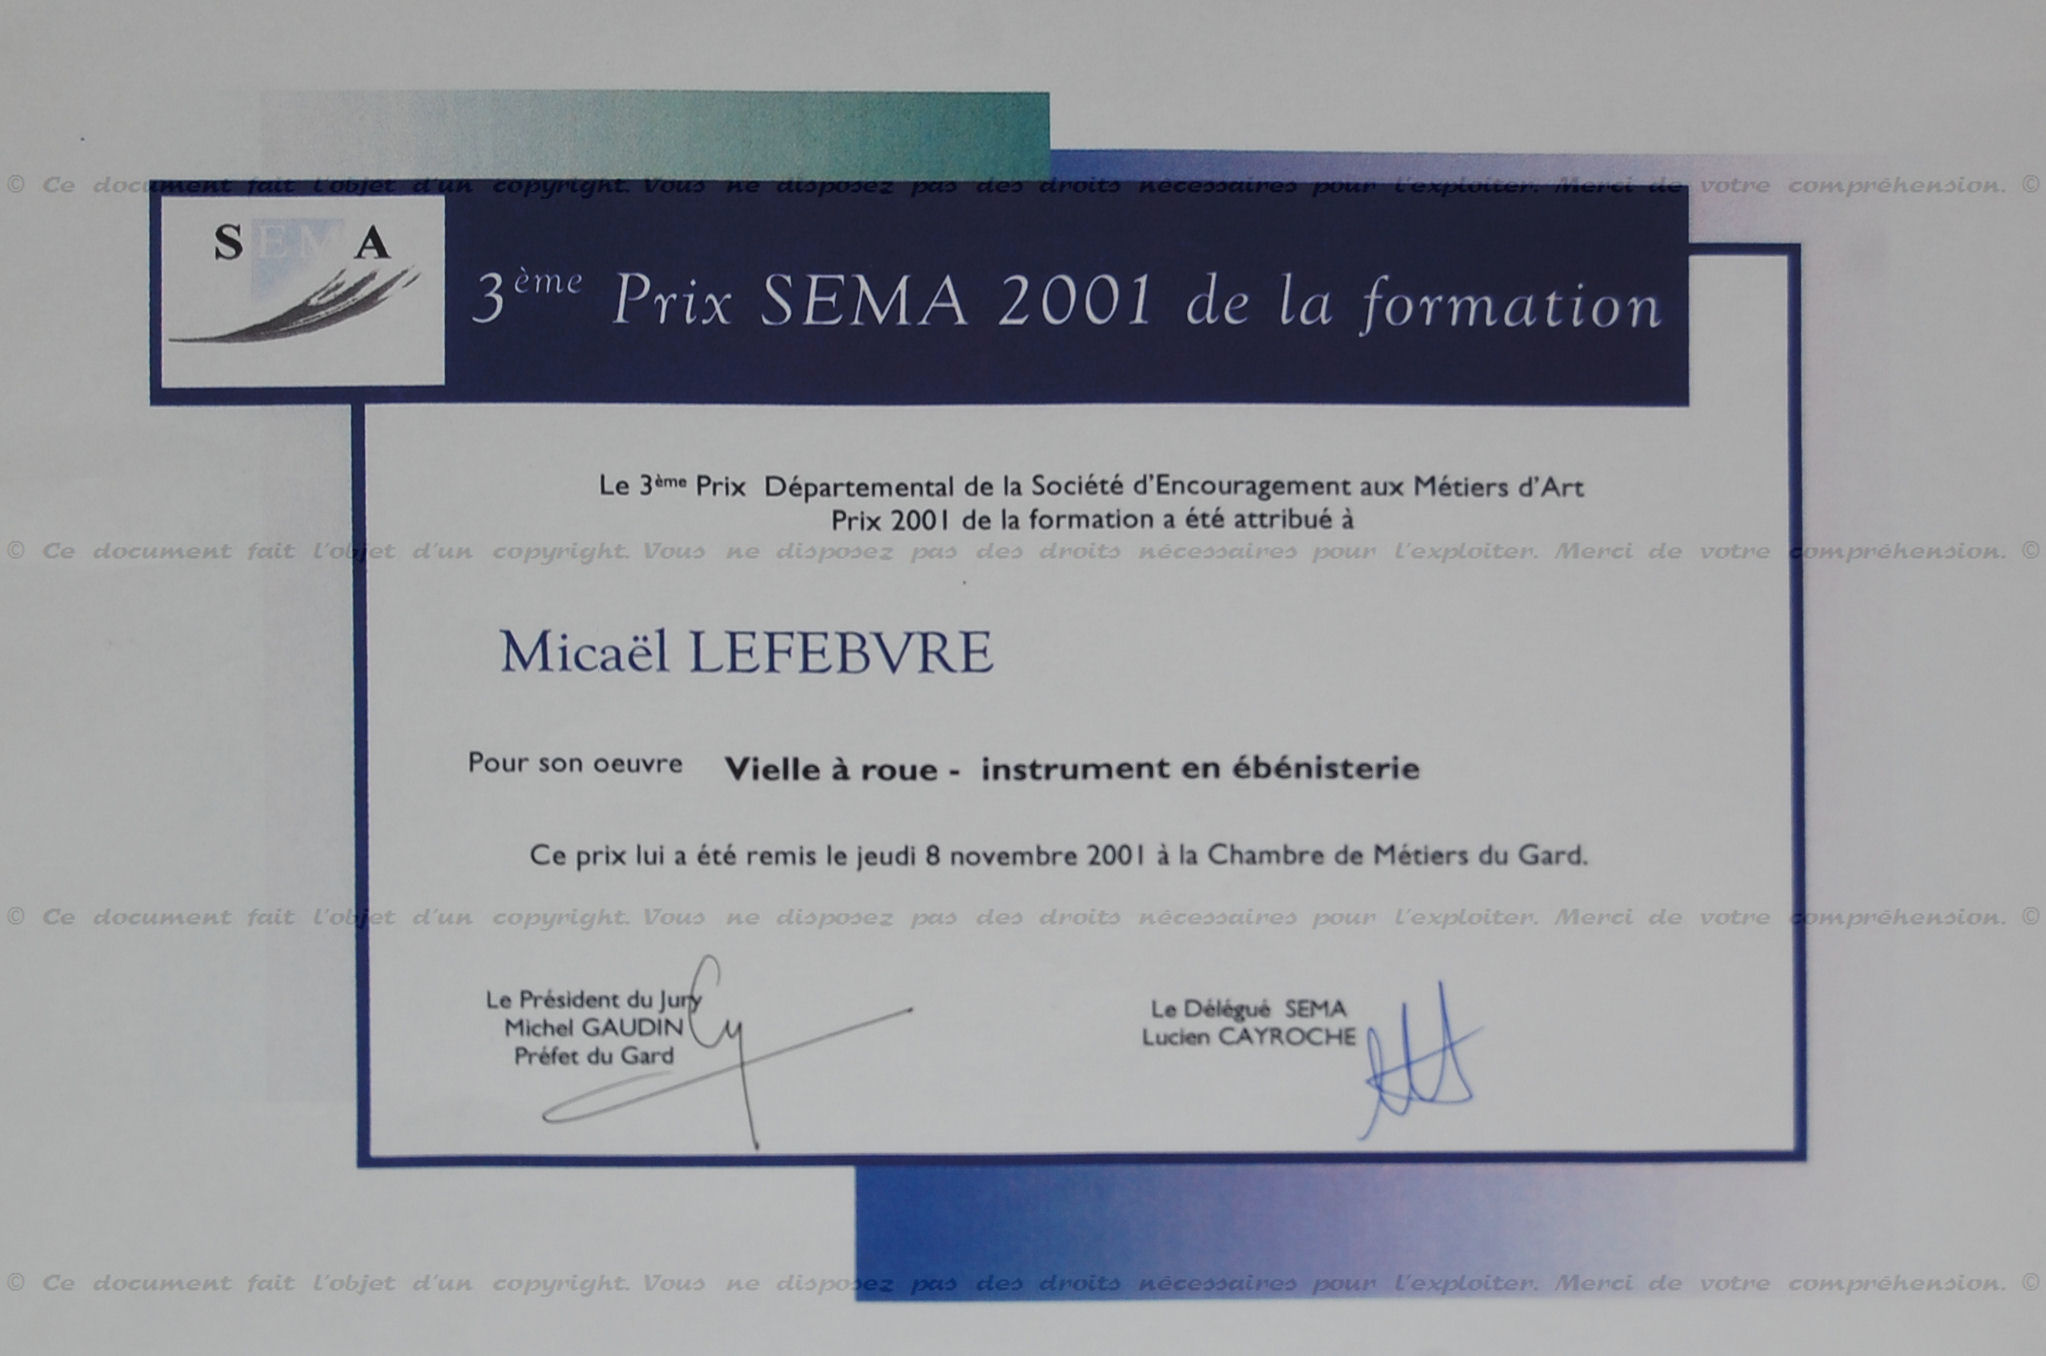 © Ce document fait l'objet d'un copyright. Vous ne disposez pas des droits nécessaires pour l'exploiter. Merci de votre compréhension. ©
SEMA
3ème Prix SEMA 2001 de la formation
Le 3ème Prix Départemental de la Société d'Encouragement aux Métiers d'Art
Prix 2001 de la formation a été attribué à
© Ce document fait l'objet d'un copyright. Vous ne disposez pas des droits nécessaires pour l'exploiter. Merci de votre compréhension. ©
Micaël LEFEBVRE
Pour son oeuvre Vielle à roue - instrument en ébénisterie
Ce prix lui a été remis le jeudi 8 novembre 2001 à la Chambre de Métiers du Gard.
© Ce document fait l'objet d'un copyright. Vous ne disposez pas des droits nécessaires pour l'exploiter. Merci de votre compréhension. ©
Le Président du Jury
Michel GAUDIN
Préfet du Gard
Le Délégué SEMA
Lucien CAYROCHE
© Ce document fait l'objet d'un copyright. Vous ne disposez pas des droits nécessaires pour l'exploiter. Merci de votre compréhension. ©